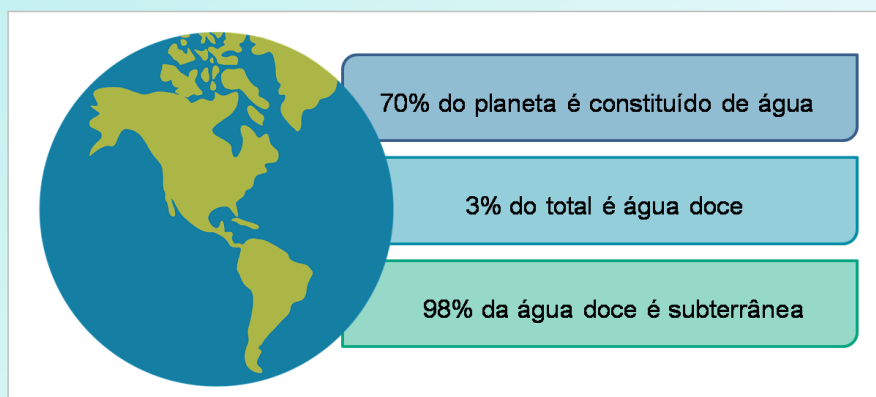 70% do planeta é constituído de água
3% do total é água doce
98% da água doce é subterrânea